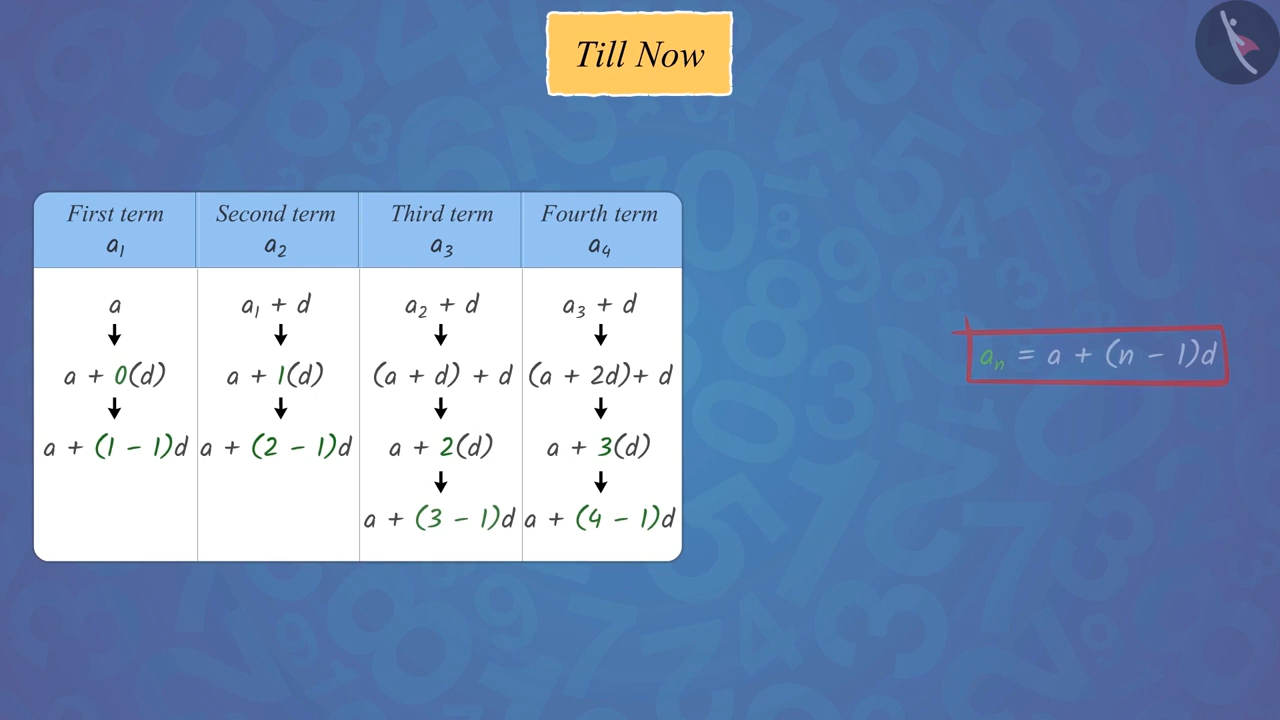 Till Now
First term Second term Third term Fourth term
a₁ a₂ a₃ a₄
a a₁ + d a₂ + d a₃ + d
a + 0(d) a + 1(d) (a + d) + d (a + 2d)+ d
a + (1 - 1)d a + (2 - 1)d a + 2(d) a + 3(d)
a + (3 - 1)d a + (4 - 1)d
aₙ = a + (n - 1)d